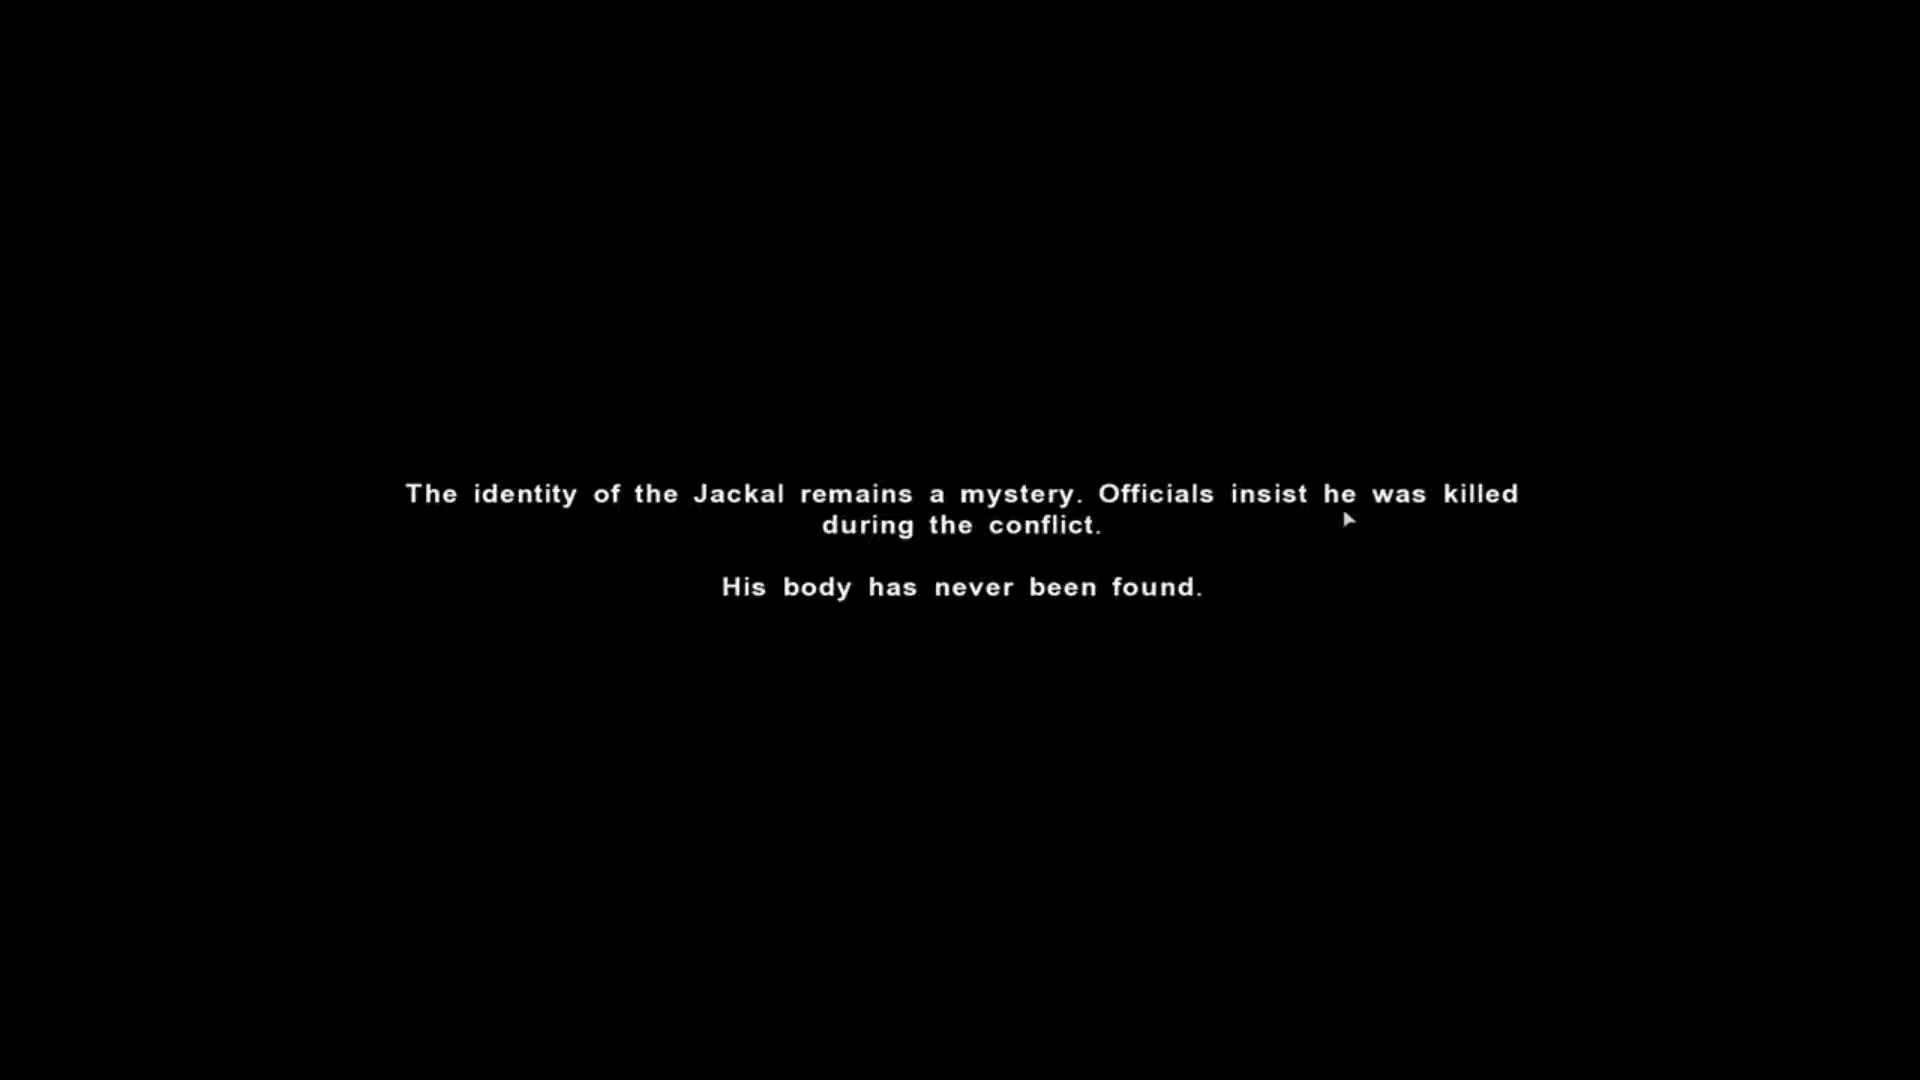 The identity of the Jackal remains a mystery. Officials insist he was killed
during the conflict.
His body has never been found.